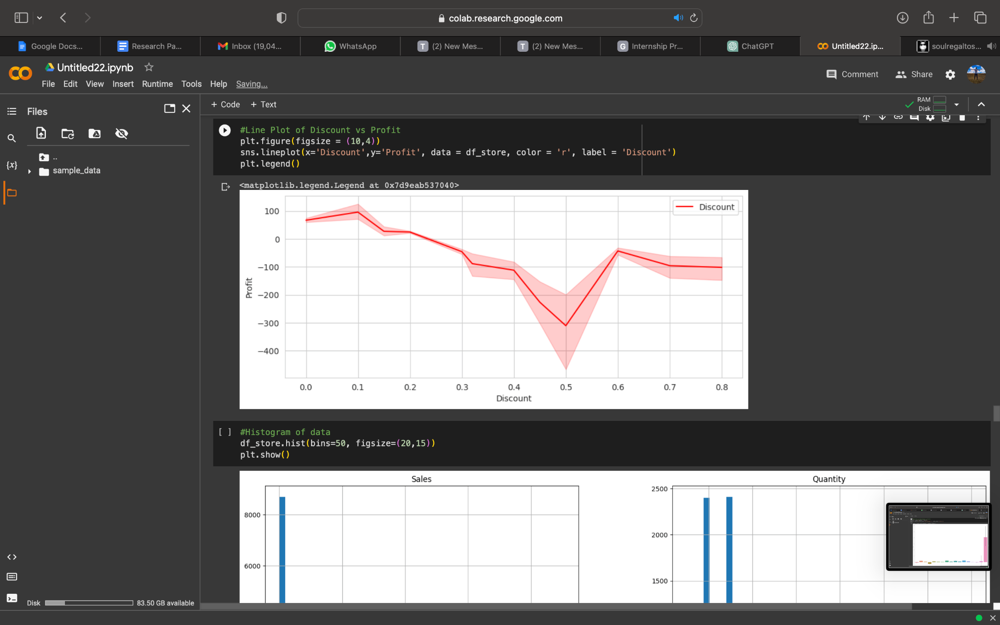 colab.research.google.com
Google Docs...
Research Pa...
Inbox (19,04...
WhatsApp
T (2) New Mes...
T (2) New Mes...
G Internship Pr...
ChatGPT
Untitled22.ip...
soulregaltos...
Untitled22.ipynb
Comment
Share
File Edit View Insert Runtime Tools Help Saving...
Files
+ Code + Text
RAM
Disk
{x}
..
sample_data
#Line Plot of Discount vs Profit
plt.figure(figsize = (10,4))
sns.lineplot(x='Discount',y='Profit', data = df_store, color = 'r', label = 'Discount')
plt.legend()
<matplotlib.legend.Legend at 0x7d9eab537040>
Discount
100
0
−100
−200
−300
−400
Profit
0.0 0.1 0.2 0.3 0.4 0.5 0.6 0.7 0.8
Discount
[ ] #Histogram of data
df_store.hist(bins=50, figsize=(20,15))
plt.show()
Sales
8000
6000
Quantity
2500
2000
1500
Disk 83.50 GB available